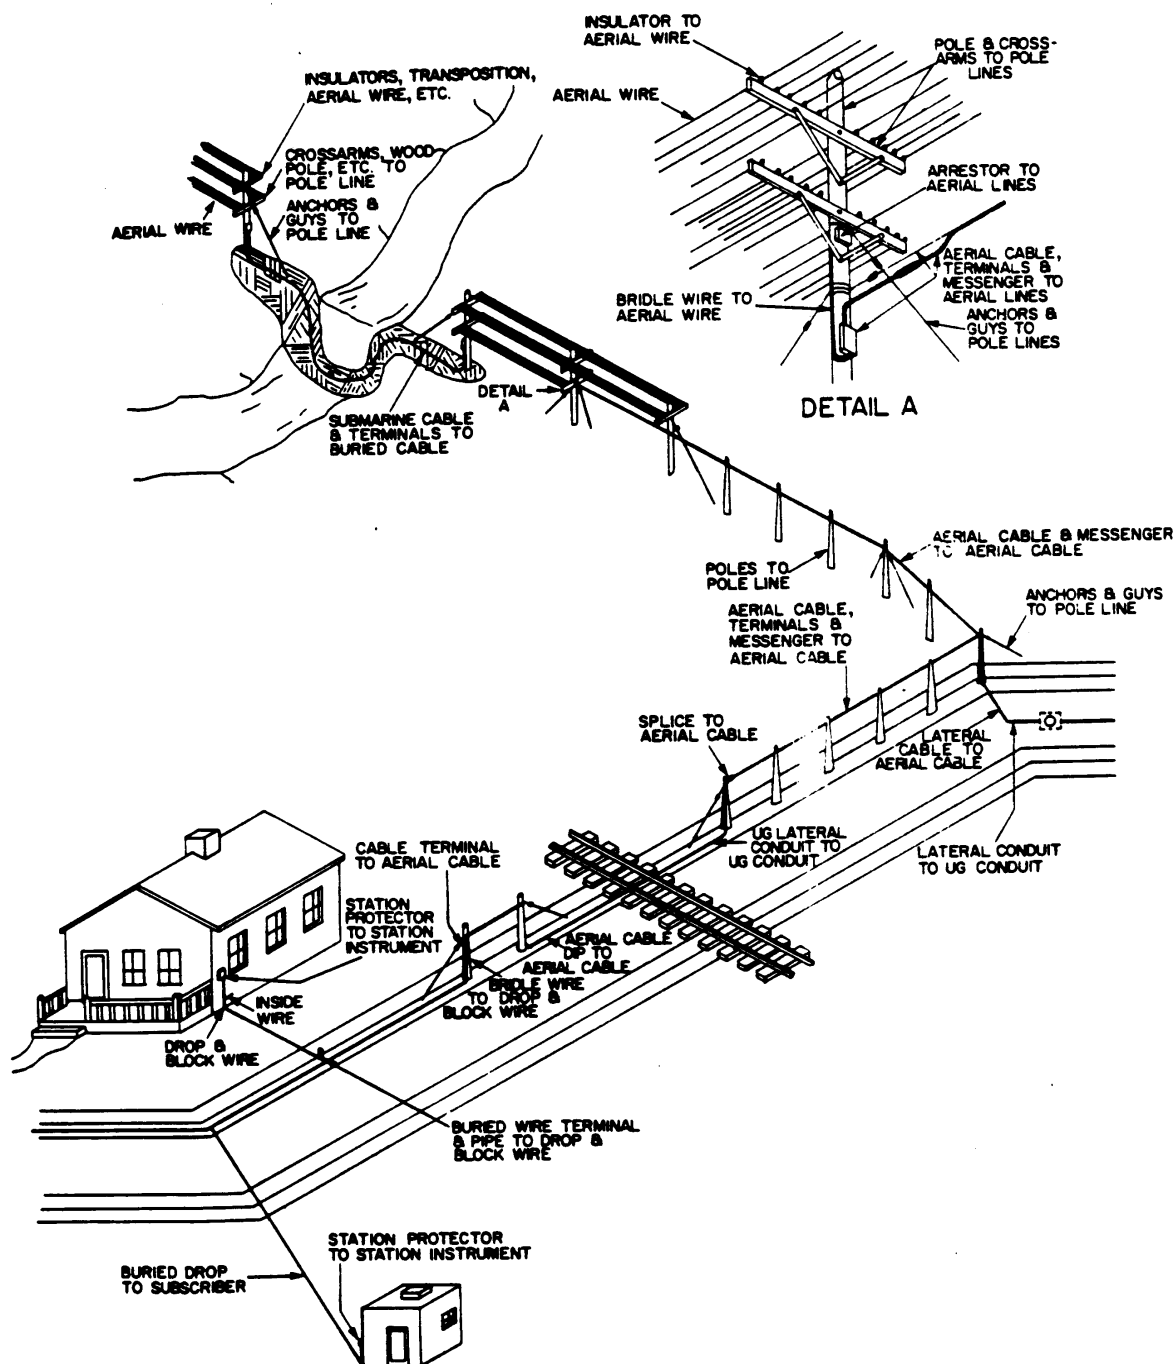 INSULATOR TO
AERIAL WIRE
POLE & CROSS-
ARMS TO POLE
LINES
INSULATORS, TRANSPOSITION,
AERIAL WIRE, ETC.
AERIAL WIRE
CROSSARMS, WOOD
POLE, ETC. TO
POLE LINE
ARRESTOR TO
AERIAL LINES
ANCHORS &
GUYS TO
POLE LINE
AERIAL WIRE
AERIAL CABLE,
TERMINALS &
MESSENGER TO
AERIAL LINES
BRIDLE WIRE TO
AERIAL WIRE
ANCHORS &
GUYS TO
POLE LINES
DETAIL A
DETAIL
A
SUBMARINE CABLE
& TERMINALS TO
BURIED CABLE
AERIAL CABLE & MESSENGER
TO AERIAL CABLE
POLES TO
POLE LINE
ANCHORS & GUYS
TO POLE LINE
AERIAL CABLE,
TERMINALS &
MESSENGER TO
AERIAL CABLE
SPLICE TO
AERIAL CABLE
LATERAL
CABLE TO
AERIAL CABLE
UG LATERAL
CONDUIT TO
UG CONDUIT
LATERAL CONDUIT
TO UG CONDUIT
CABLE TERMINAL
TO AERIAL CABLE
STATION
PROTECTOR
TO STATION
INSTRUMENT
AERIAL CABLE
DIP TO
AERIAL CABLE
BRIDLE WIRE
TO DROP &
BLOCK WIRE
INSIDE
WIRE
DROP &
BLOCK WIRE
BURIED WIRE TERMINAL
& PIPE TO DROP &
BLOCK WIRE
STATION PROTECTOR
TO STATION INSTRUMENT
BURIED DROP
TO SUBSCRIBER